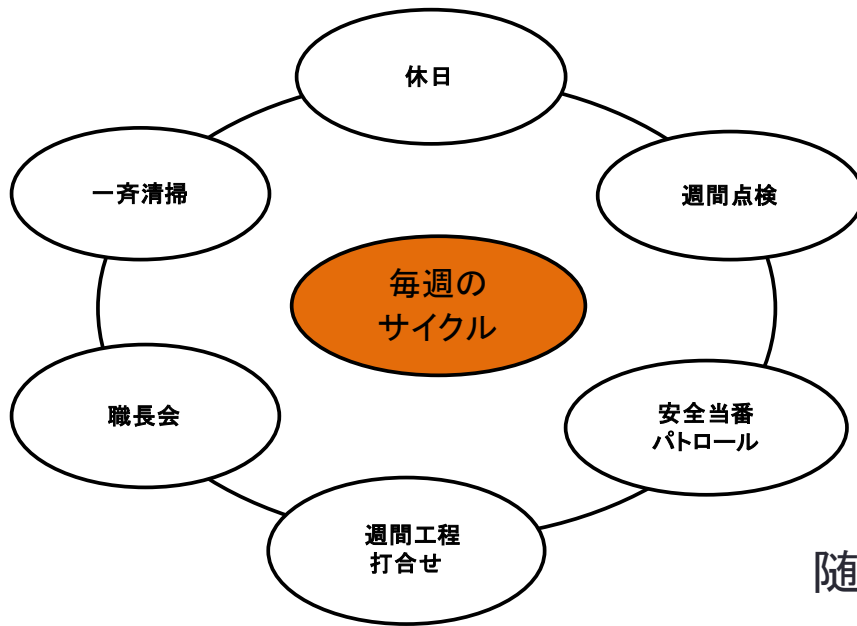 休日
一斉清掃
週間点検
毎週の
サイクル
職長会
安全当番
パトロール
週間工程
打合せ
随